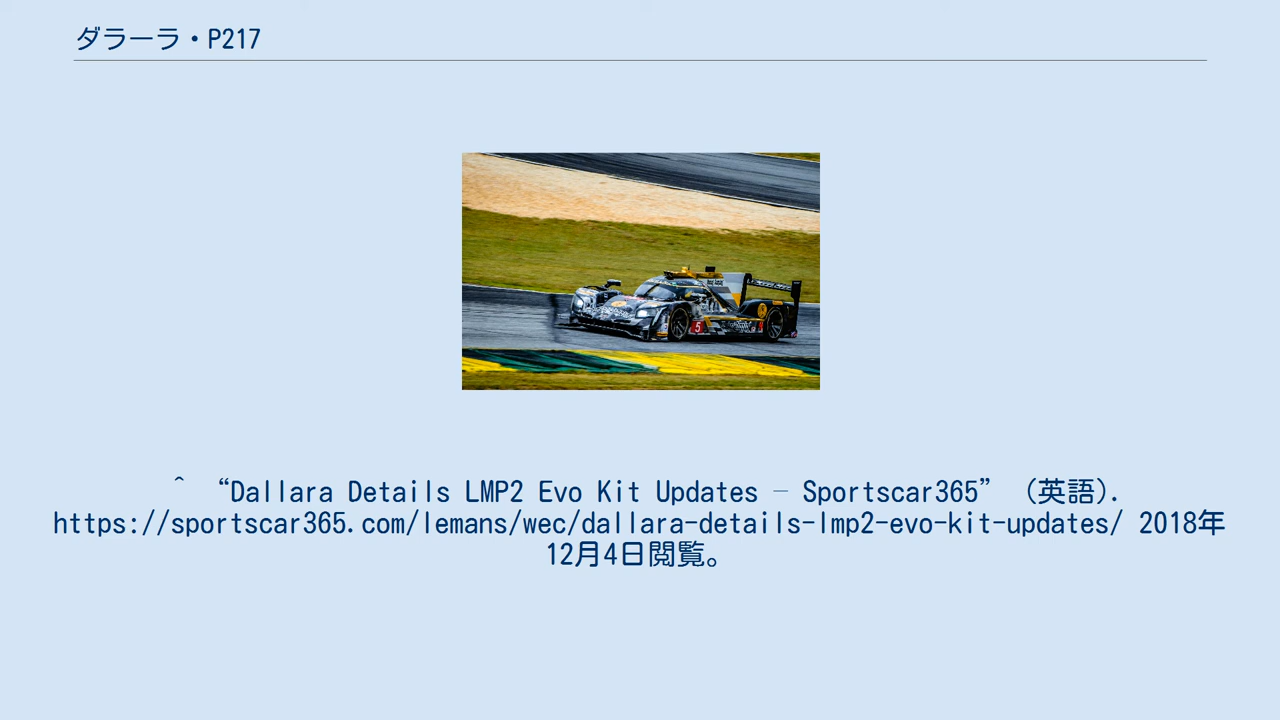 ダラーラ・P217
5
^ “Dallara Details LMP2 Evo Kit Updates – Sportscar365” (英語).
https://sportscar365.com/lemans/wec/dallara-details-lmp2-evo-kit-updates/ 2018年
12月4日閲覧。